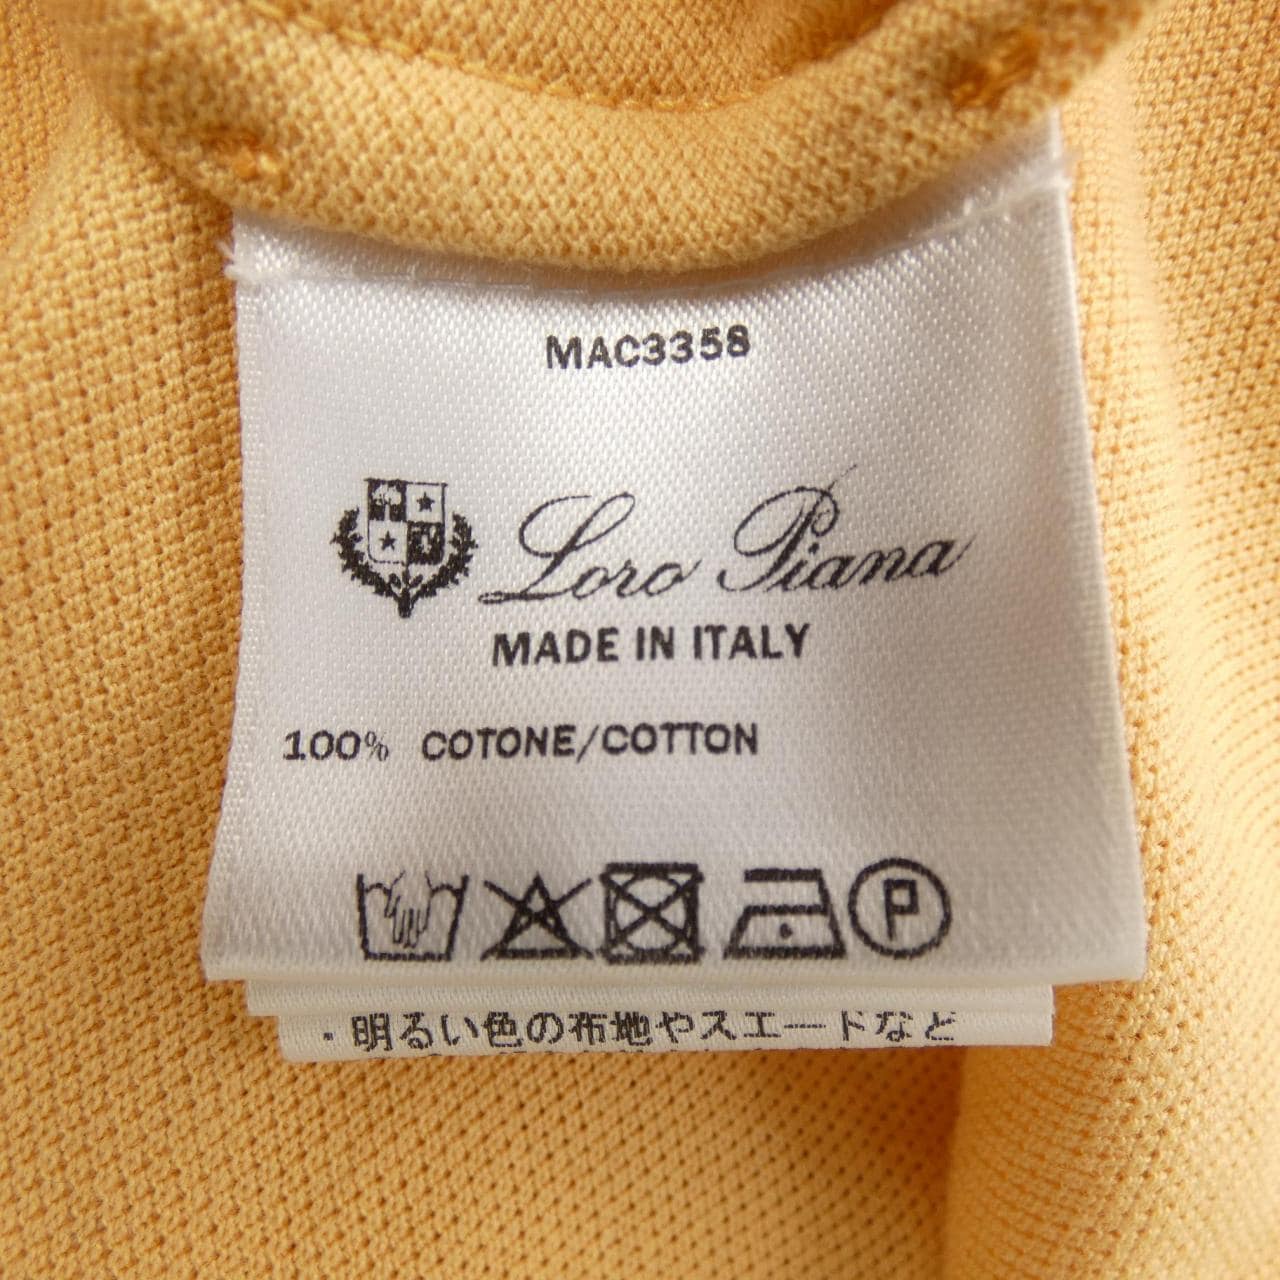 MAC3358
Loro Piana
MADE IN ITALY
100% COTONE/COTTON
P
・明るい色の布地やスエードなど